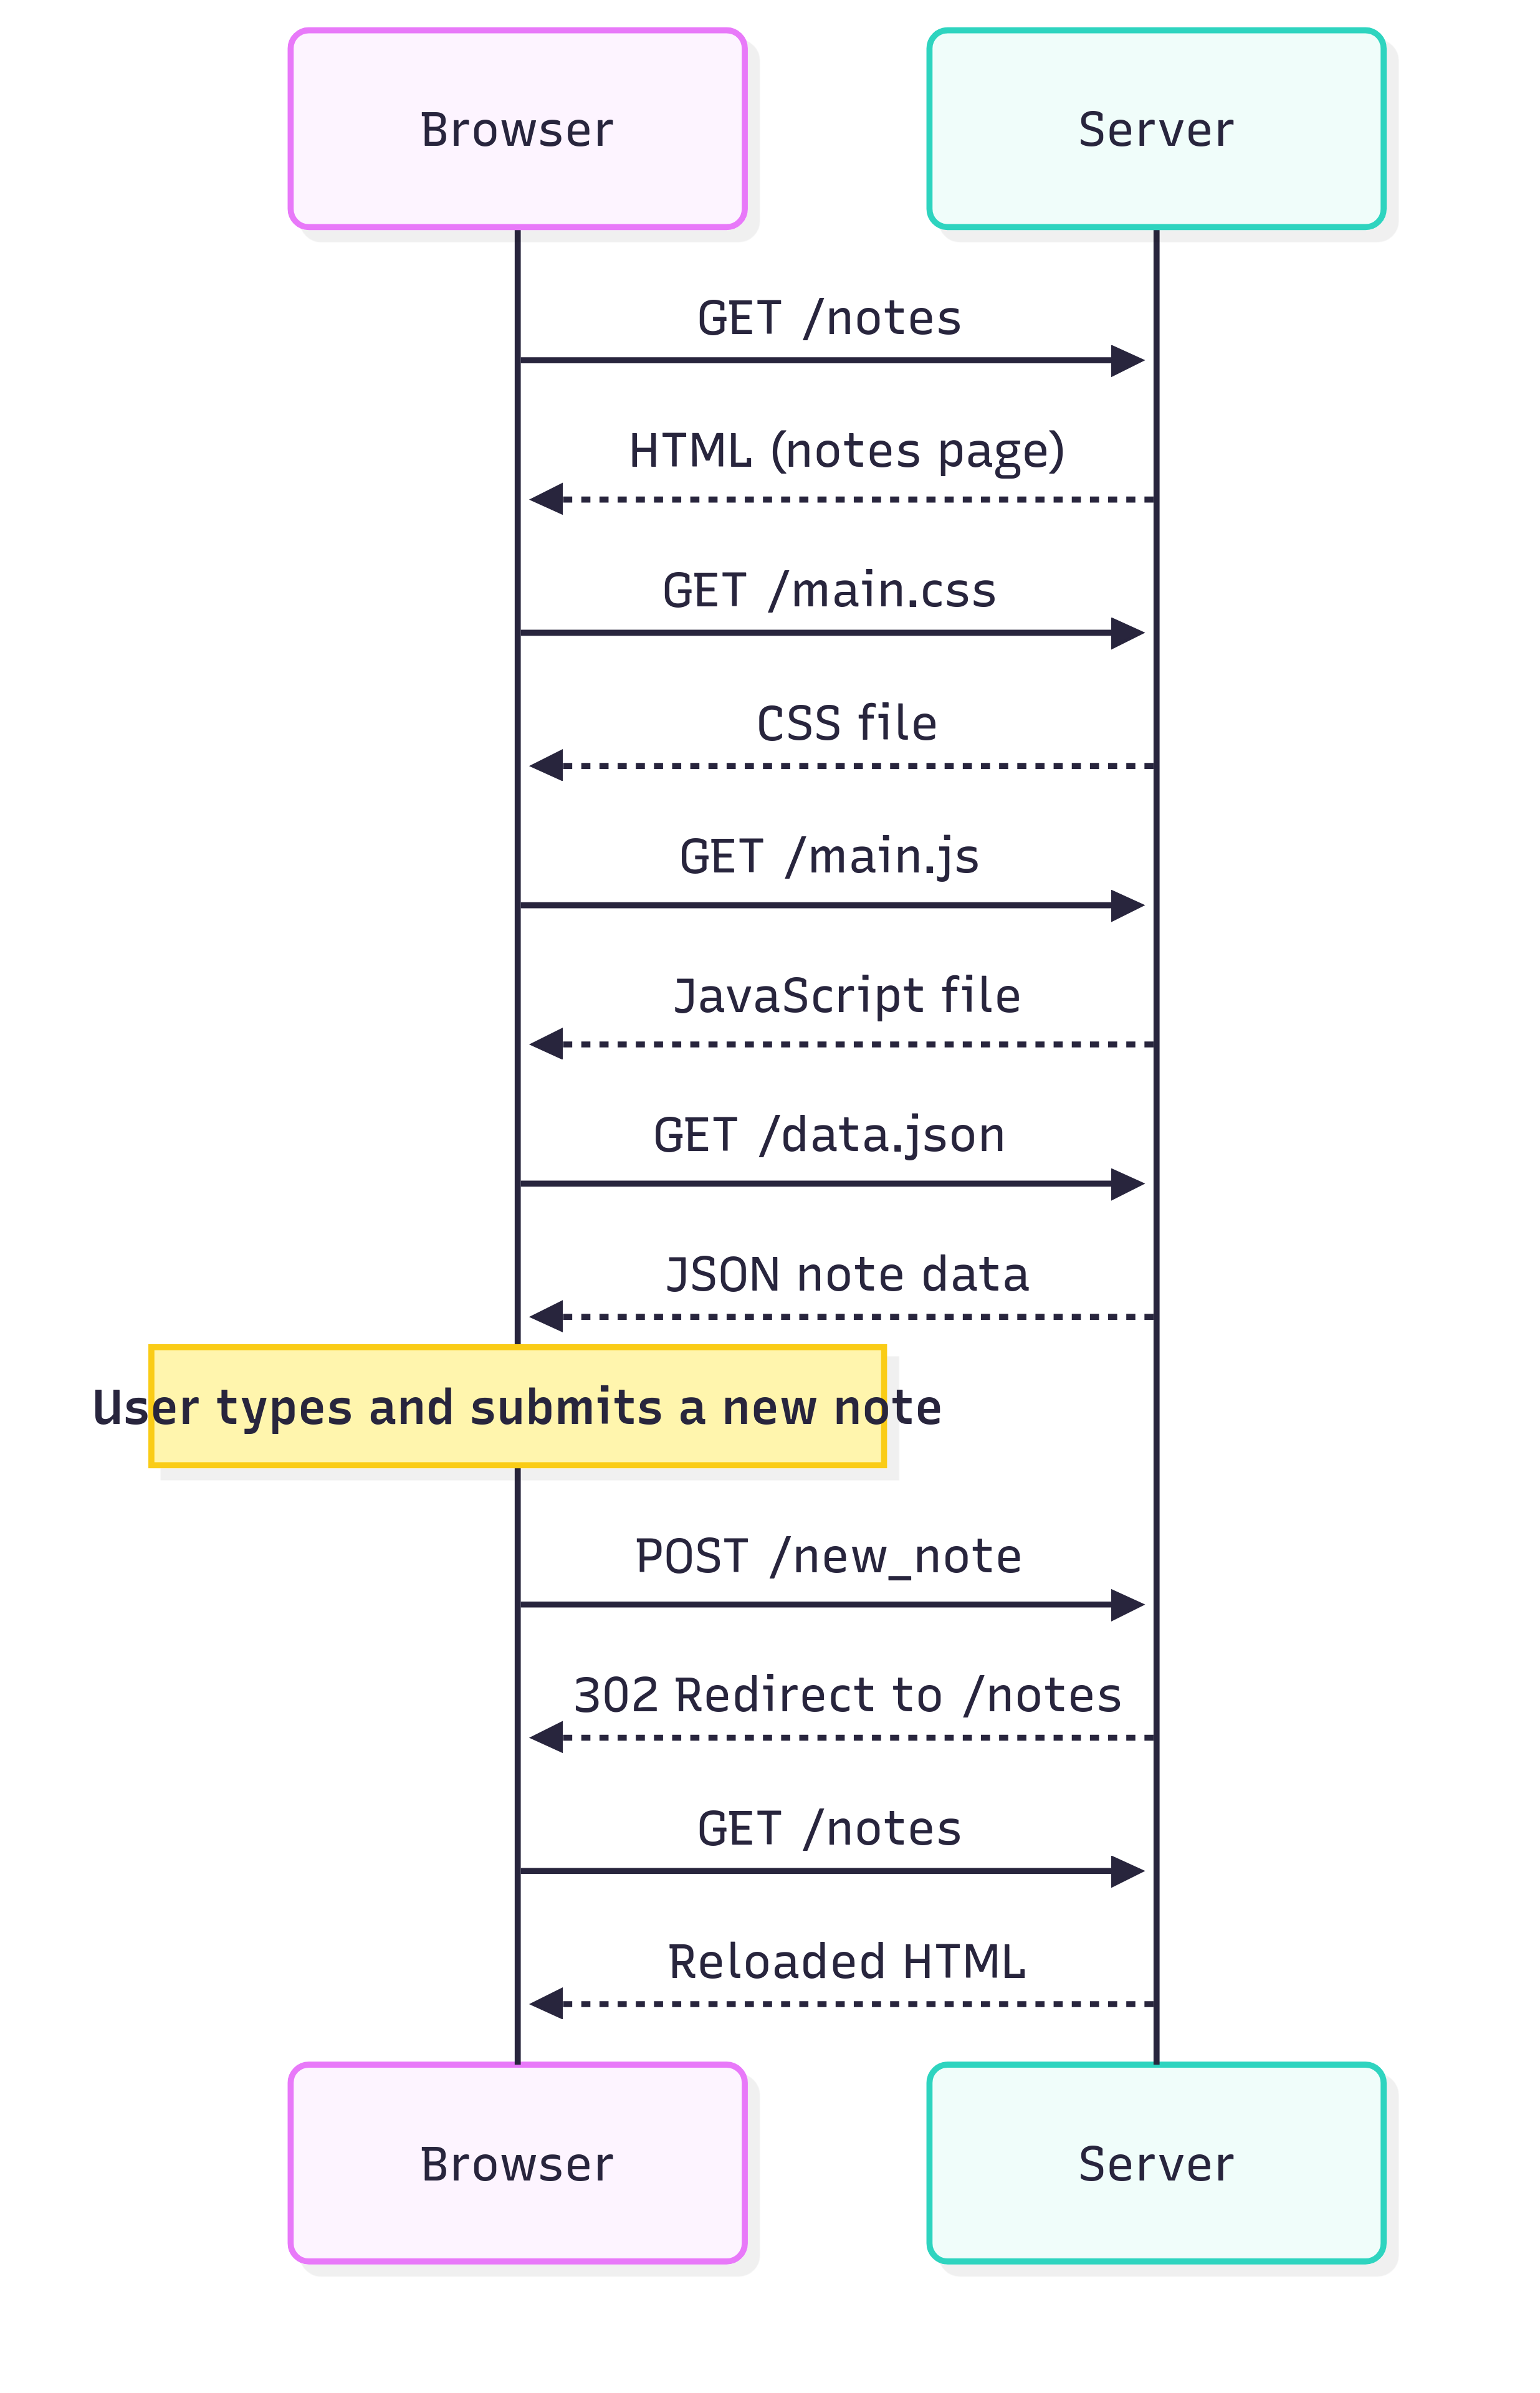 Browser
Server
GET /notes
HTML (notes page)
GET /main.css
CSS file
GET /main.js
JavaScript file
GET /data.json
JSON note data
User types and submits a new note
POST /new_note
302 Redirect to /notes
GET /notes
Reloaded HTML
Browser
Server